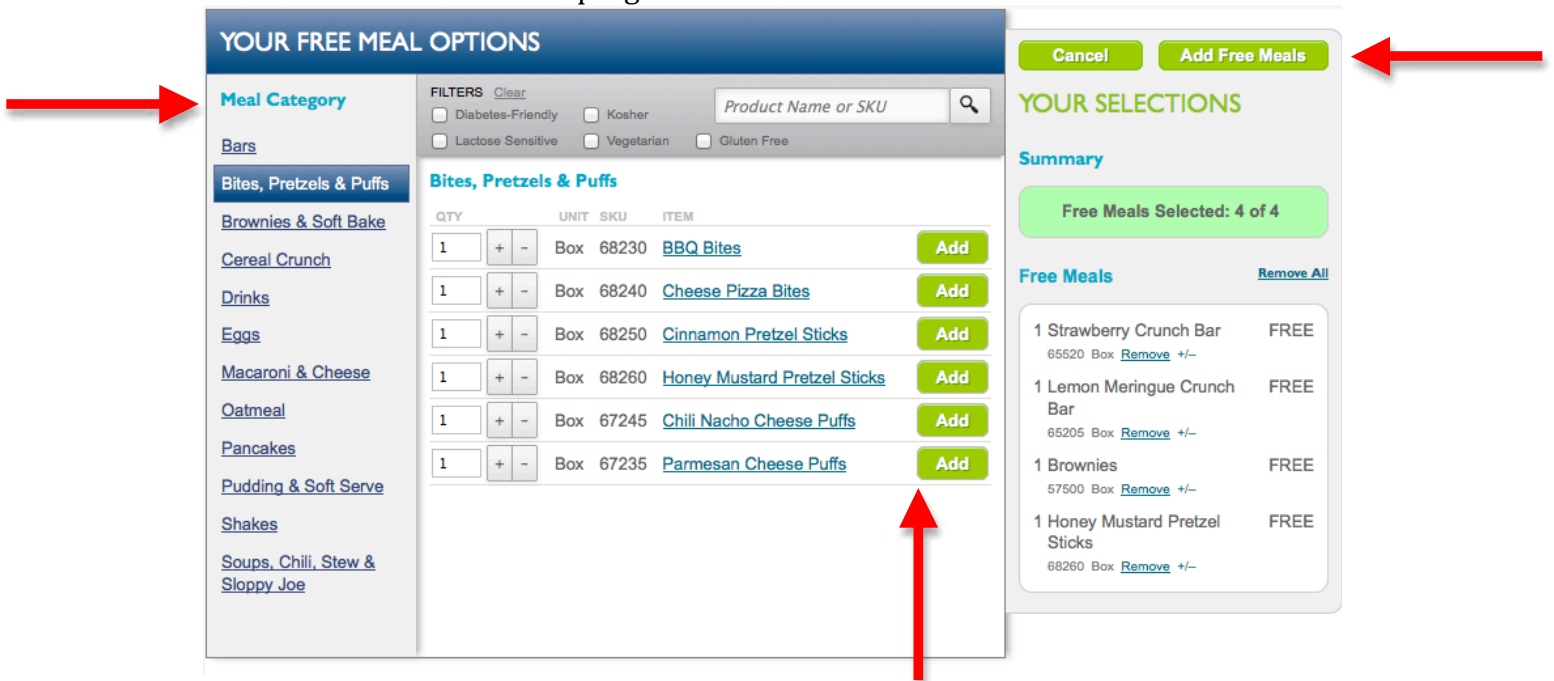 YOUR FREE MEAL OPTIONS
Meal Category
Bars
Bites, Pretzels & Puffs
Brownies & Soft Bake
Cereal Crunch
Drinks
Eggs
Macaroni & Cheese
Oatmeal
Pancakes
Pudding & Soft Serve
Shakes
Soups, Chili, Stew &
Sloppy Joe
FILTERS Clear
Diabetes-Friendly Kosher
Lactose Sensitive Vegetarian Gluten Free
Product Name or SKU
Bites, Pretzels & Puffs
QTY UNIT SKU ITEM
1 + - Box 68230 BBQ Bites Add
1 + - Box 68240 Cheese Pizza Bites Add
1 + - Box 68250 Cinnamon Pretzel Sticks Add
1 + - Box 68260 Honey Mustard Pretzel Sticks Add
1 + - Box 67245 Chili Nacho Cheese Puffs Add
1 + - Box 67235 Parmesan Cheese Puffs Add
Cancel Add Free Meals
YOUR SELECTIONS
Summary
Free Meals Selected: 4 of 4
Free Meals Remove All
1 Strawberry Crunch Bar FREE
65520 Box Remove +/–
1 Lemon Meringue Crunch FREE
Bar
65205 Box Remove +/–
1 Brownies FREE
57500 Box Remove +/–
1 Honey Mustard Pretzel FREE
Sticks
68260 Box Remove +/–